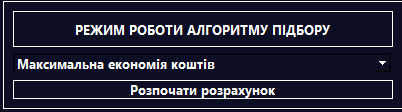 РЕЖИМ РОБОТИ АЛГОРИТМУ ПІДБОРУ
Максимальна економія коштів
Розпочати розрахунок